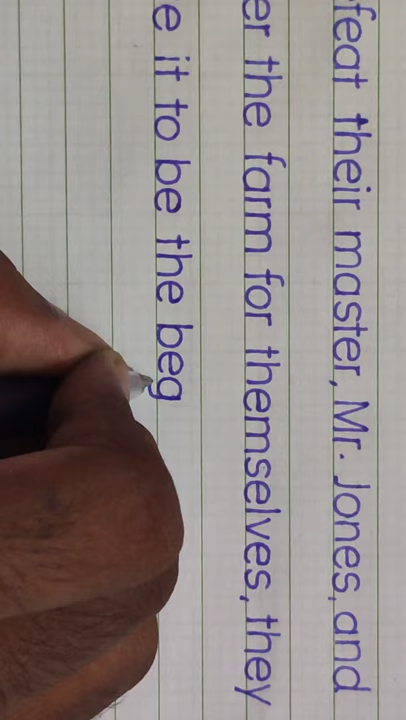 feat their master, Mr. Jones, and
er the farm for themselves, they
e it to be the beg